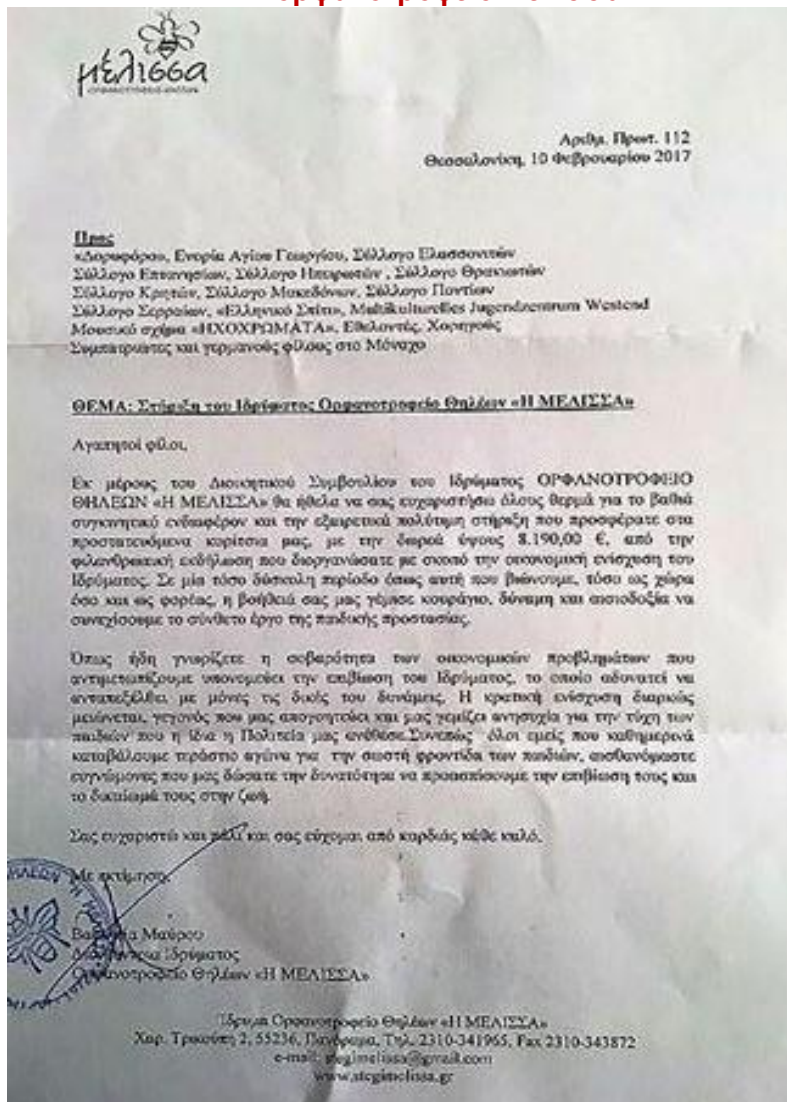 μέλισσα
Αριθμ. Πρωτ. 112
Θεσσαλονίκη, 10 Φεβρουαρίου 2017
Προς
«Δορυφόρο», Ενορία Αγίου Γεωργίου, Σύλλογο Ελασσονιτών
Σύλλογο Επτανησίων, Σύλλογο Ηπειρωτών , Σύλλογο Θρακιωτών
Σύλλογο Κρητών, Σύλλογο Μακεδόνων, Σύλλογο Ποντίων
Σύλλογο Σερραίων, «Ελληνικό Σπίτι», Multikulturelles Jugendzentrum Westend
Μουσικό σχήμα «ΗΧΟΧΡΩΜΑΤΑ», Εθελοντές, Χορηγούς
Συμπατριώτες και γερμανούς φίλους στο Μόναχο
ΘΕΜΑ: Στήριξη του Ιδρύματος Ορφανοτροφείο Θηλέων «Η ΜΕΛΙΣΣΑ»
Αγαπητοί φίλοι,
Εκ μέρους του Διοικητικού Συμβουλίου του Ιδρύματος ΟΡΦΑΝΟΤΡΟΦΕΙΟ
ΘΗΛΕΩΝ «Η ΜΕΛΙΣΣΑ» θα ήθελα να σας ευχαριστήσω όλους θερμά για το βαθιά
συγκινητικό ενδιαφέρον και την εξαιρετικά πολύτιμη στήριξη που προσφέρατε στα
προστατευόμενα κορίτσια μας, με την δωρεά ύψους 8.190,00 €, από την
φιλανθρωπική εκδήλωση που διοργανώσατε με σκοπό την οικονομική ενίσχυση του
Ιδρύματος. Σε μία τόσο δύσκολη περίοδο όπως αυτή που βιώνουμε, τόσο ως χώρα
όσο και ως φορέας, η βοήθειά σας μας γέμισε κουράγιο, δύναμη και αισιοδοξία να
συνεχίσουμε το σύνθετο έργο της παιδικής προστασίας.
Όπως ήδη γνωρίζετε η σοβαρότητα των οικονομικών προβλημάτων που
αντιμετωπίζουμε υπονομεύει την επιβίωση του Ιδρύματος, το οποίο αδυνατεί να
ανταπεξέλθει με μόνες τις δικές του δυνάμεις. Η κρατική ενίσχυση διαρκώς
μειώνεται, γεγονός που μας απογοητεύει και μας γεμίζει ανησυχία για την τύχη των
παιδιών που η ίδια η Πολιτεία μας ανέθεσε.Συνεπώς όλοι εμείς που καθημερινά
καταβάλουμε τεράστιο αγώνα για την σωστή φροντίδα των παιδιών, αισθανόμαστε
ευγνώμονες που μας δώσατε την δυνατότητα να προασπίσουμε την επιβίωση τους και
το δικαίωμά τους στην ζωή.
Σας ευχαριστώ και πάλι και σας εύχομαι από καρδιάς κάθε καλό.
Με εκτίμηση,
Μαύρου
Ιδρύματος
Ορφανοτροφείο Θηλέων «Η ΜΕΛΙΣΣΑ»
Ίδρυμα Ορφανοτροφείο Θηλέων «Η ΜΕΛΙΣΣΑ»
Χαρ. Τρικούπη 2, 55236, Πανόραμα, Τηλ. 2310-341965, Fax 2310-343872
e-mail: stegimelissa@gmail.com
www.stegimelissa.gr